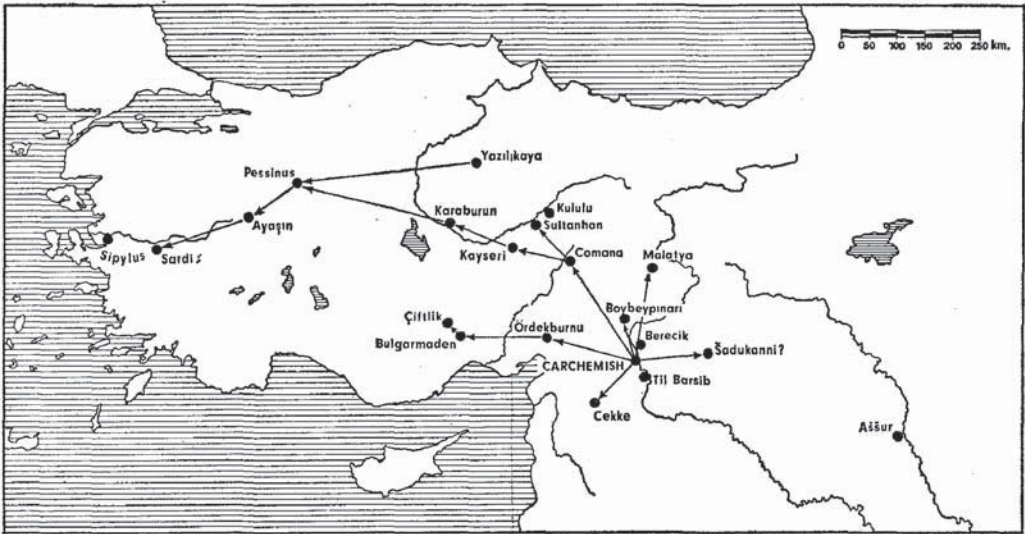 0 50 100 150 200 250 km.
Yazılıkaya
Pessinus
Kululu
Karaburun
Sultanhan
Ayaşın
Sipylus
Sardis
Kayseri
Comana
Malatya
Boybeypınarı
Çiftlik
Bulgarmaden
Ördekburnu
Berecik
CARCHEMISH
Šadukanni?
Til Barsib
Cekke
Aššur